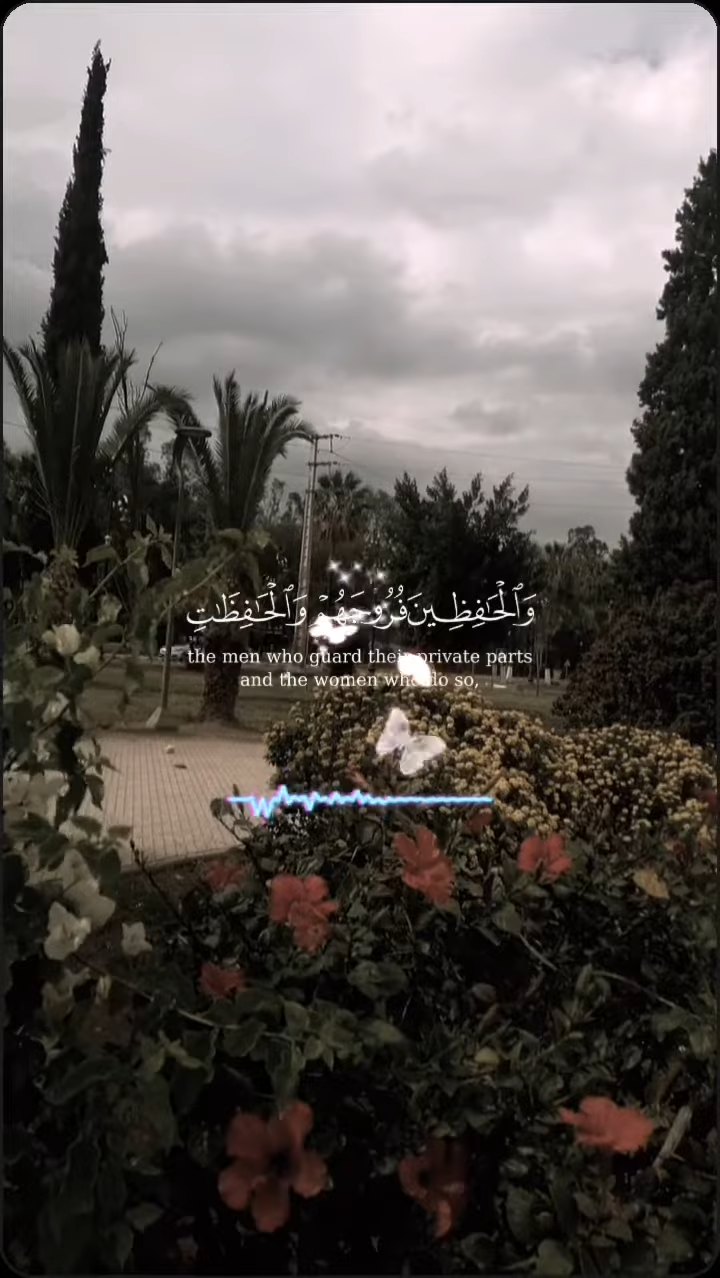 وَٱلْحَـٰفِظِينَ فُرُوجَهُمْ وَٱلْحَـٰفِظَـٰتِ
the men who guard their private parts
and the women who do so,